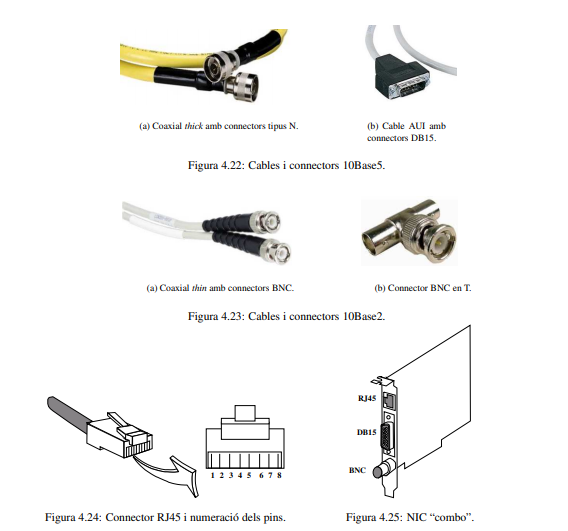 (a) Coaxial thick amb connectors tipus N.
(b) Cable AUI amb
connectors DB15.
Figura 4.22: Cables i connectors 10Base5.
(a) Coaxial thin amb connectors BNC.
(b) Connector BNC en T.
Figura 4.23: Cables i connectors 10Base2.
RJ45
DB15
BNC
1 2 3 4 5 6 7 8
Figura 4.24: Connector RJ45 i numeració dels pins.
Figura 4.25: NIC “combo”.